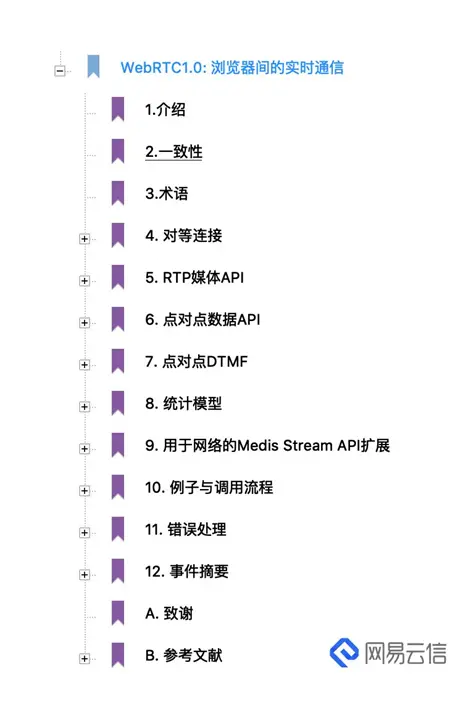 WebRTC1.0: 浏览器间的实时通信
1.介绍
2.一致性
3.术语
4. 对等连接
5. RTP媒体API
6. 点对点数据API
7. 点对点DTMF
8. 统计模型
9. 用于网络的Medis Stream API扩展
10. 例子与调用流程
11. 错误处理
12. 事件摘要
A. 致谢
B. 参考文献
网易云信